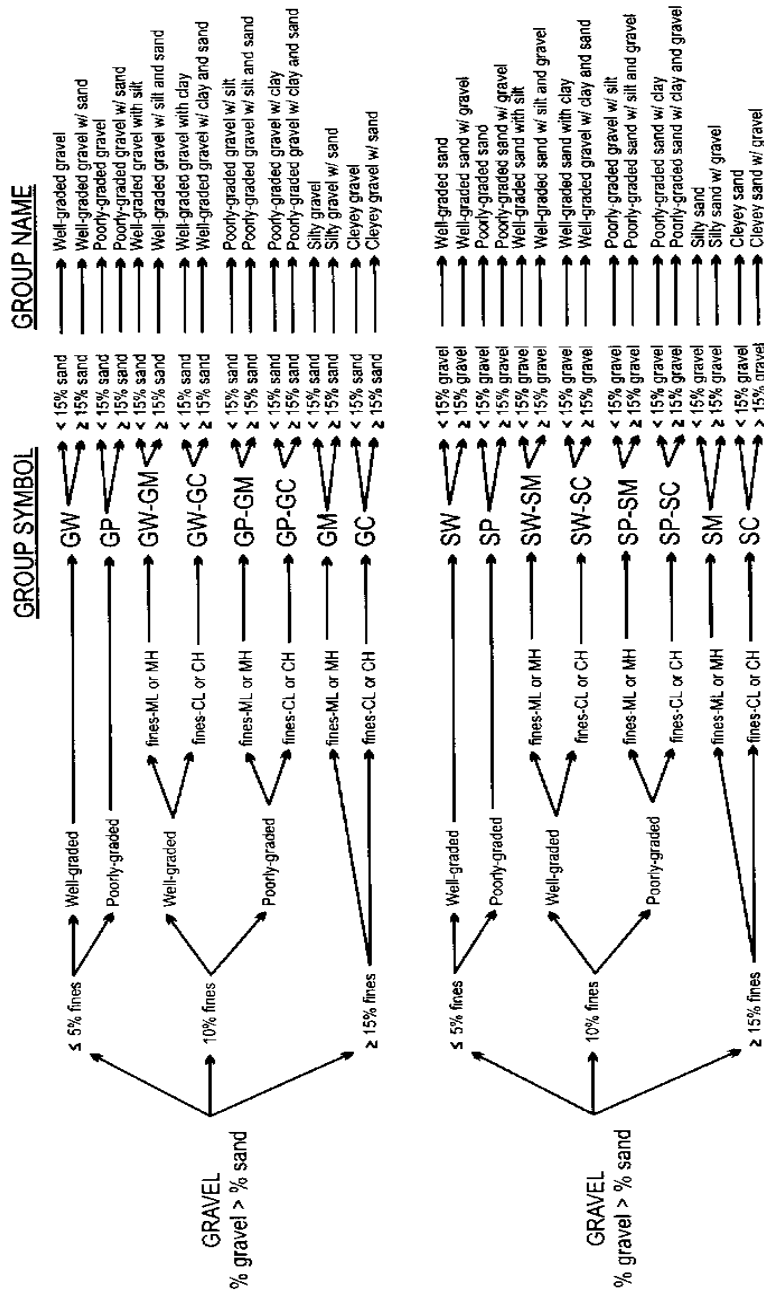 GROUP SYMBOL
GROUP NAME
GRAVEL
% gravel > % sand
≤ 5% fines
10% fines
≥ 15% fines
Well-graded
Poorly-graded
Well-graded
Poorly-graded
fines-ML or MH
fines-CL or CH
fines-ML or MH
fines-CL or CH
fines-ML or MH
fines-CL or CH
GW
GP
GW-GM
GW-GC
GP-GM
GP-GC
GM
GC
< 15% sand
≥ 15% sand
< 15% sand
≥ 15% sand
< 15% sand
≥ 15% sand
< 15% sand
≥ 15% sand
< 15% sand
≥ 15% sand
< 15% sand
≥ 15% sand
< 15% sand
≥ 15% sand
< 15% sand
≥ 15% sand
Well-graded gravel
Well-graded gravel w/ sand
Poorly-graded gravel
Poorly-graded gravel w/ sand
Well-graded gravel with silt
Well-graded gravel w/ silt and sand
Well-graded gravel with clay
Well-graded gravel w/ clay and sand
Poorly-graded gravel w/ silt
Poorly-graded gravel w/ silt and sand
Poorly-graded gravel w/ clay
Poorly-graded gravel w/ clay and sand
Silty gravel
Silty gravel w/ sand
Cleyey gravel
Cleyey gravel w/ sand
GRAVEL
% gravel > % sand
≤ 5% fines
10% fines
≥ 15% fines
Well-graded
Poorly-graded
Well-graded
Poorly-graded
fines-ML or MH
fines-CL or CH
fines-ML or MH
fines-CL or CH
fines-ML or MH
fines-CL or CH
SW
SP
SW-SM
SW-SC
SP-SM
SP-SC
SM
SC
< 15% gravel
≥ 15% gravel
< 15% gravel
≥ 15% gravel
< 15% gravel
≥ 15% gravel
< 15% gravel
≥ 15% gravel
< 15% gravel
≥ 15% gravel
< 15% gravel
≥ 15% gravel
< 15% gravel
≥ 15% gravel
< 15% gravel
> 15% gravel
Well-graded sand
Well-graded sand w/ gravel
Poorly-graded sand
Poorly-graded sand w/ gravel
Well-graded sand with silt
Well-graded sand w/ silt and gravel
Well-graded sand with clay
Well-graded gravel w/ clay and sand
Poorly-graded gravel w/ silt
Poorly-graded sand w/ silt and gravel
Poorly-graded sand w/ clay
Poorly-graded sand w/ clay and gravel
Silty sand
Silty sand w/ gravel
Cleyey sand
Cleyey sand w/ gravel